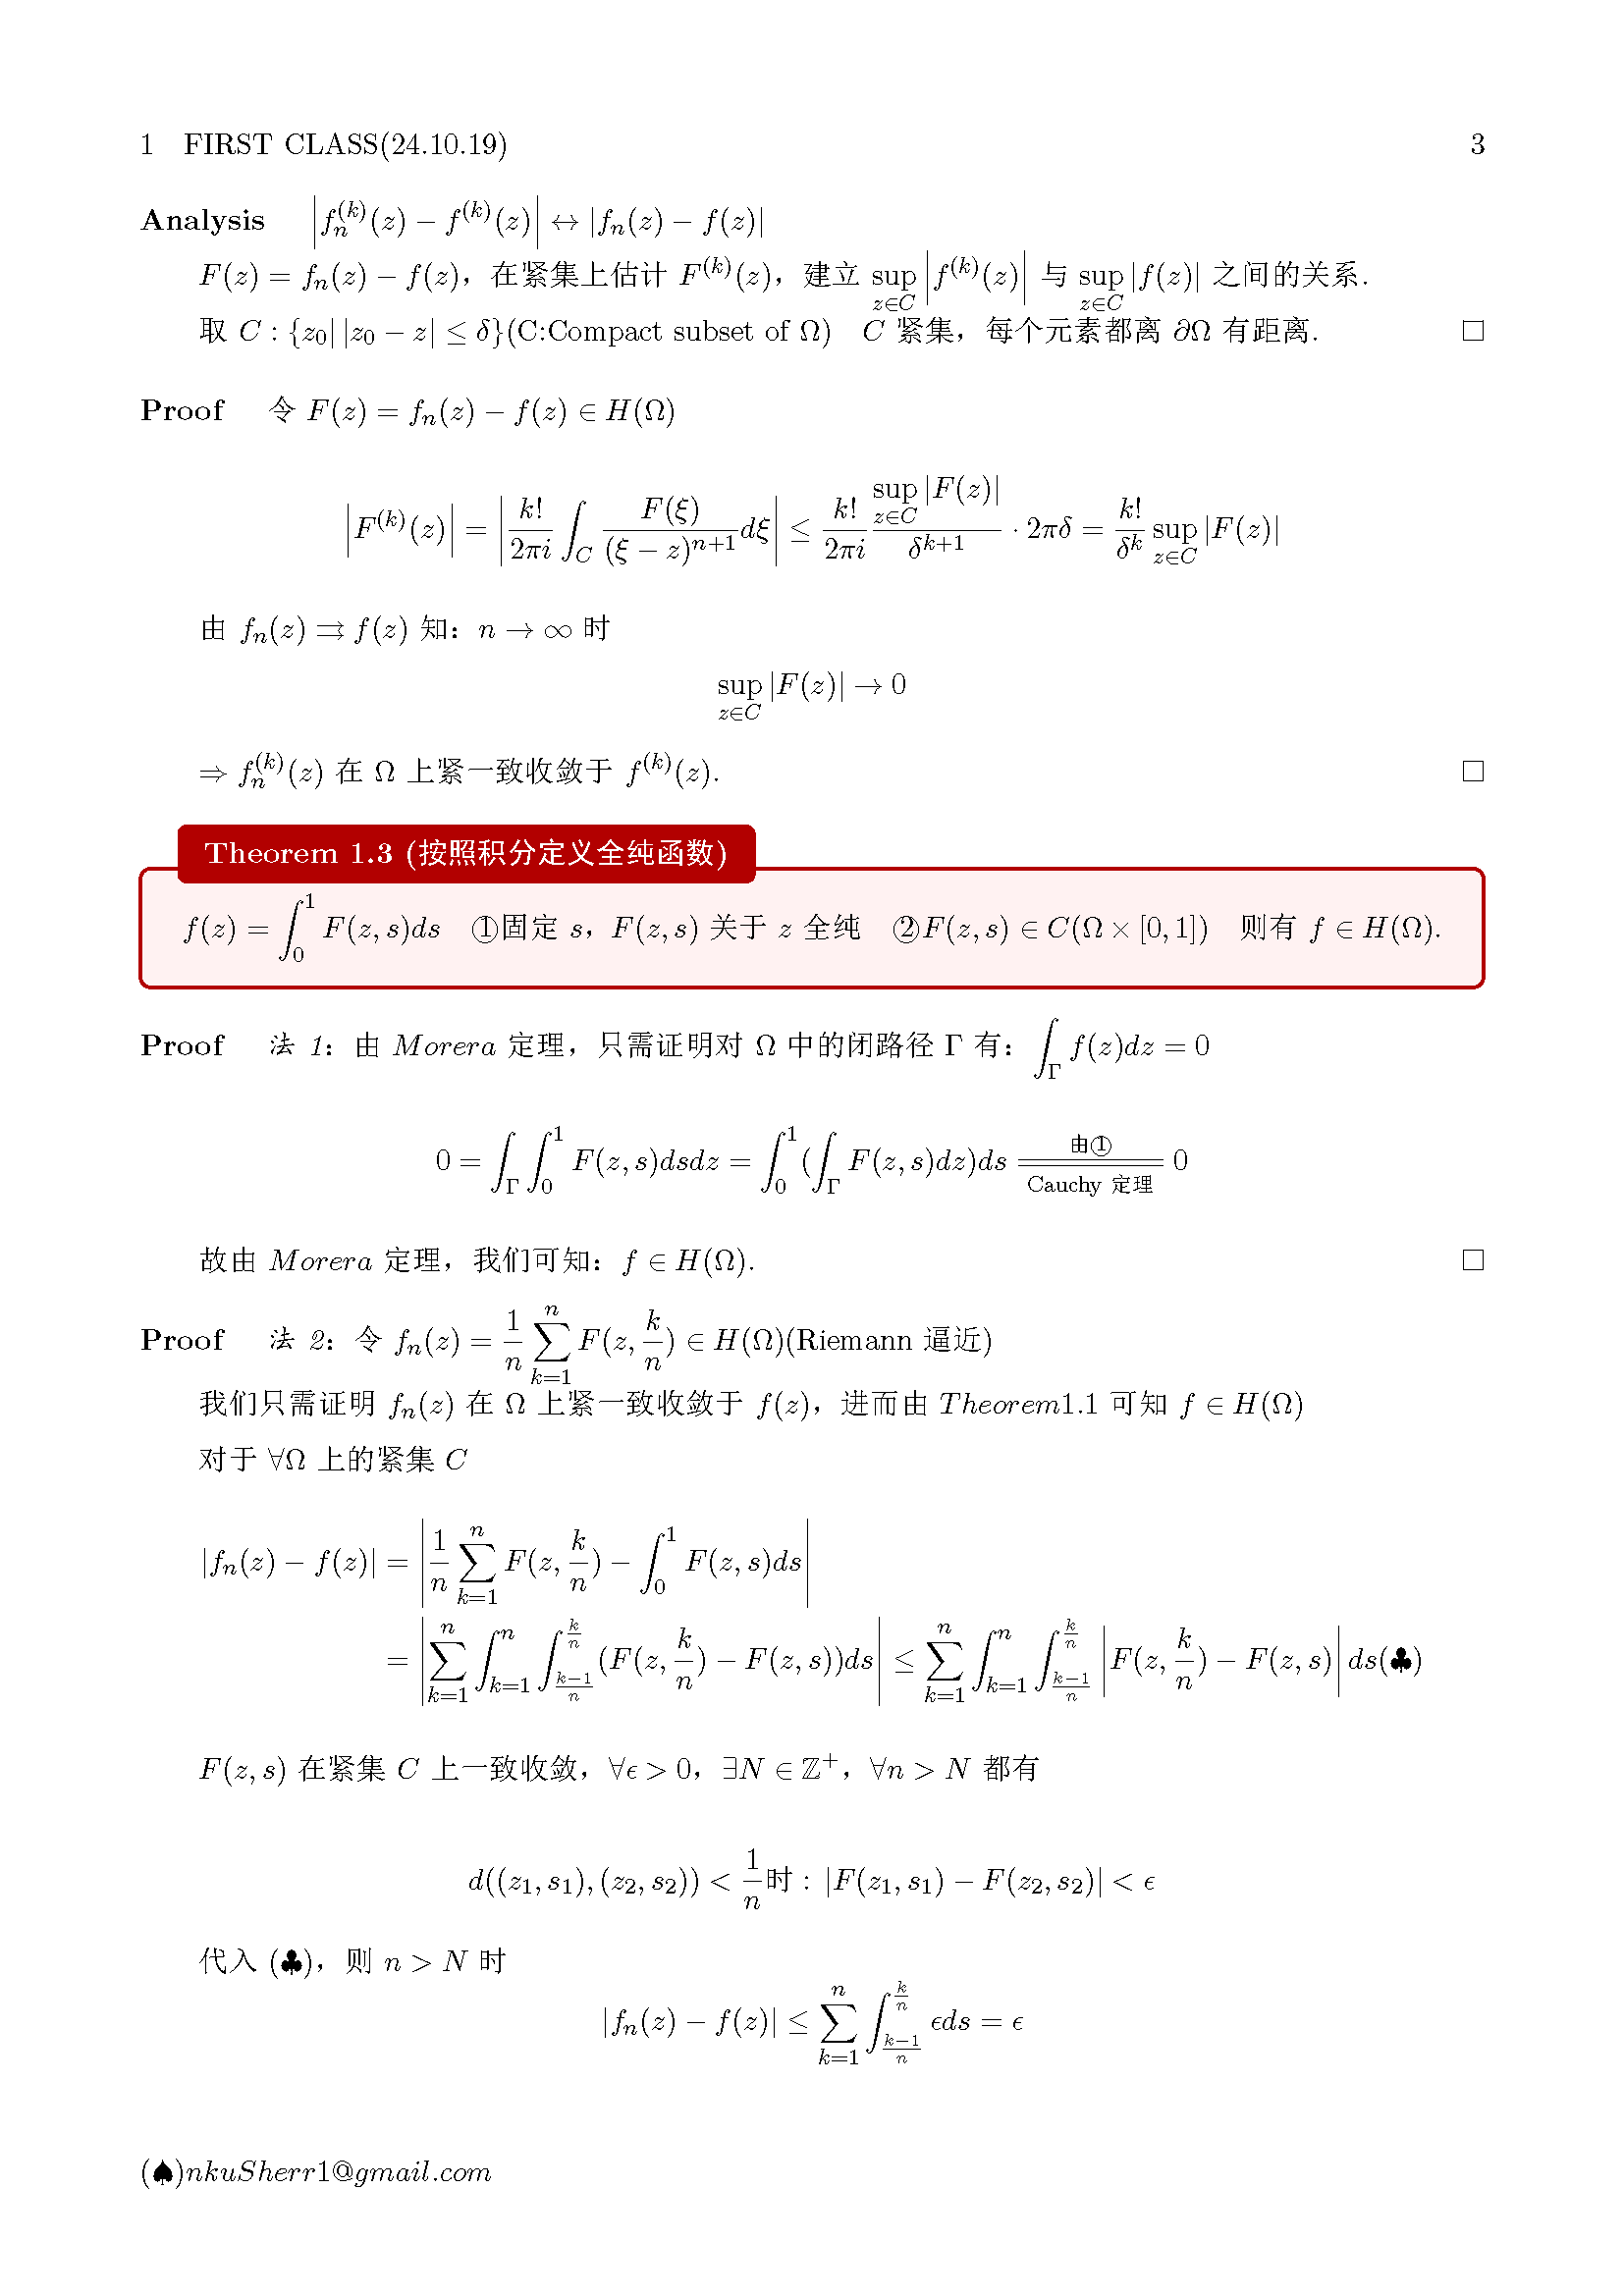 1 FIRST CLASS(24.10.19) 3
Analysis $\left|f_n^{(k)}(z) - f^{(k)}(z)\right| \leftrightarrow |f_n(z) - f(z)|$
$F(z) = f_n(z) - f(z)$，在紧集上估计 $F^{(k)}(z)$，建立 $\sup_{z\in C}\left|f^{(k)}(z)\right|$ 与 $\sup_{z\in C}|f(z)|$ 之间的关系.
取 $C : \{z_0|\,|z_0 - z| \leq \delta\}$(C:Compact subset of $\Omega$) $C$ 紧集，每个元素都离 $\partial\Omega$ 有距离. □
Proof 令 $F(z) = f_n(z) - f(z) \in H(\Omega)$
$\left|F^{(k)}(z)\right| = \left|\frac{k!}{2\pi i}\int_C \frac{F(\xi)}{(\xi - z)^{n+1}}d\xi\right| \leq \frac{k!}{2\pi i}\frac{\sup_{z\in C}|F(z)|}{\delta^{k+1}} \cdot 2\pi\delta = \frac{k!}{\delta^k}\sup_{z\in C}|F(z)|$
由 $f_n(z) \rightrightarrows f(z)$ 知：$n \to \infty$ 时
$\sup_{z\in C}|F(z)| \to 0$
$\Rightarrow f_n^{(k)}(z)$ 在 $\Omega$ 上紧一致收敛于 $f^{(k)}(z)$. □
Theorem 1.3 (按照积分定义全纯函数)
$f(z) = \int_0^1 F(z,s)ds$ ①固定 $s$，$F(z,s)$ 关于 $z$ 全纯 ②$F(z,s) \in C(\Omega \times [0,1])$ 则有 $f \in H(\Omega)$.
Proof 法 1：由 Morera 定理，只需证明对 $\Omega$ 中的闭路径 $\Gamma$ 有：$\int_\Gamma f(z)dz = 0$
$0 = \int_\Gamma \int_0^1 F(z,s)dsdz = \int_0^1 (\int_\Gamma F(z,s)dz)ds \xlongequal[\text{Cauchy 定理}]{\text{由①}} 0$
故由 Morera 定理，我们可知：$f \in H(\Omega)$. □
Proof 法 2：令 $f_n(z) = \frac{1}{n}\sum_{k=1}^n F(z, \frac{k}{n}) \in H(\Omega)$(Riemann 逼近)
我们只需证明 $f_n(z)$ 在 $\Omega$ 上紧一致收敛于 $f(z)$，进而由 Theorem1.1 可知 $f \in H(\Omega)$
对于 $\forall\Omega$ 上的紧集 $C$
$|f_n(z) - f(z)| = \left|\frac{1}{n}\sum_{k=1}^n F(z, \frac{k}{n}) - \int_0^1 F(z,s)ds\right|$
$= \left|\sum_{k=1}^n \int_{k=1}^n \int_{\frac{k-1}{n}}^{\frac{k}{n}} (F(z, \frac{k}{n}) - F(z,s))ds\right| \leq \sum_{k=1}^n \int_{k=1}^n \int_{\frac{k-1}{n}}^{\frac{k}{n}} \left|F(z, \frac{k}{n}) - F(z,s)\right| ds(♣)$
$F(z,s)$ 在紧集 $C$ 上一致收敛，$\forall\epsilon > 0$，$\exists N \in \mathbb{Z}^+$，$\forall n > N$ 都有
$d((z_1,s_1),(z_2,s_2)) < \frac{1}{n}$时 : $|F(z_1,s_1) - F(z_2,s_2)| < \epsilon$
代入 (♣)，则 $n > N$ 时
$|f_n(z) - f(z)| \leq \sum_{k=1}^n \int_{\frac{k-1}{n}}^{\frac{k}{n}} \epsilon ds = \epsilon$
(♠)nkuSherr1@gmail.com